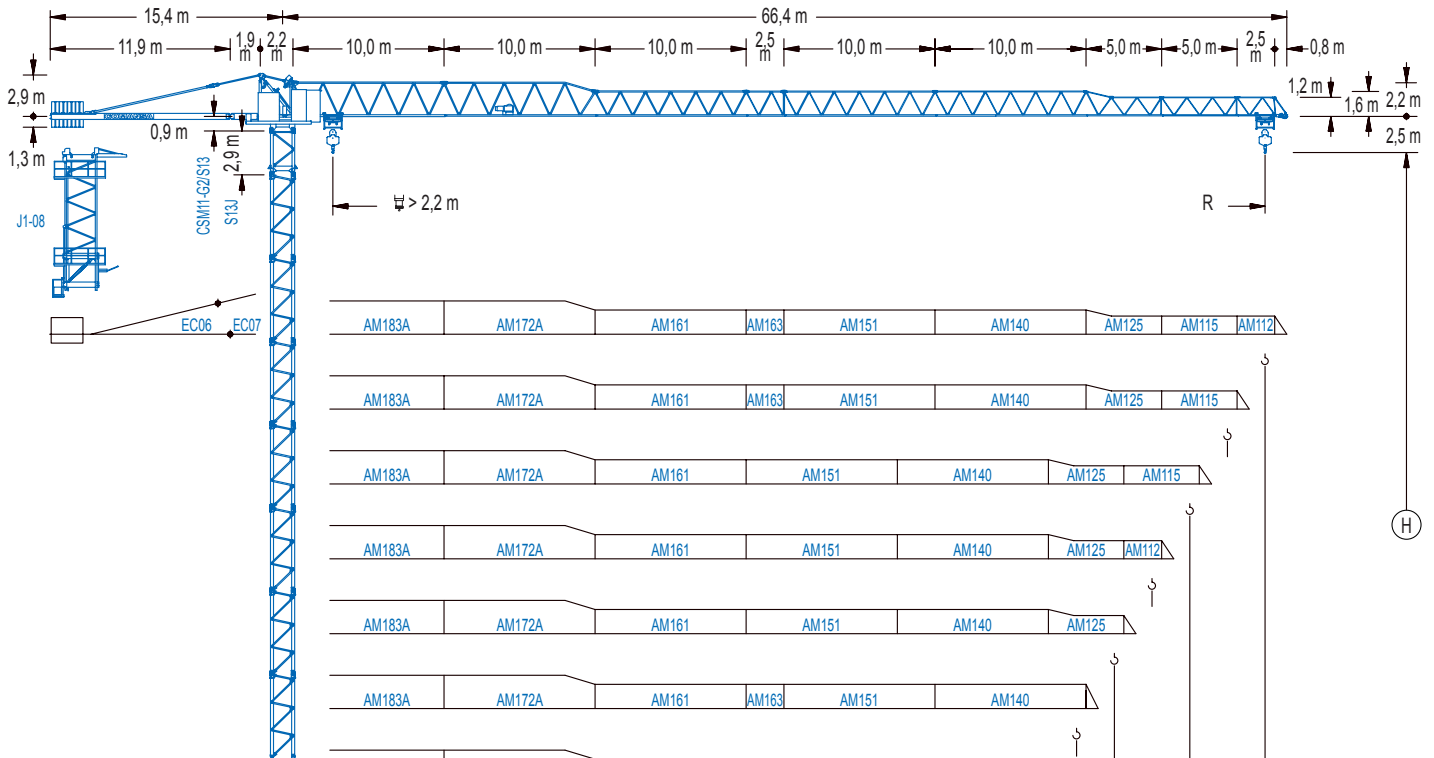 15,4 m 66,4 m
11,9 m 1,9 m 2,2 m 10,0 m 10,0 m 10,0 m 2,5 m 10,0 m 10,0 m 5,0 m 5,0 m 2,5 m 0,8 m
2,9 m 1,2 m 1,6 m 2,2 m
0,9 m 2,5 m
1,3 m 2,9 m
CSM11-G2/S13
S13J
J1-08
> 2,2 m R
EC06 EC07
AM183A AM172A AM161 AM163 AM151 AM140 AM125 AM115 AM112
AM183A AM172A AM161 AM163 AM151 AM140 AM125 AM115
AM183A AM172A AM161 AM151 AM140 AM125 AM115
H
AM183A AM172A AM161 AM151 AM140 AM125 AM112
AM183A AM172A AM161 AM151 AM140 AM125
AM183A AM172A AM161 AM163 AM151 AM140